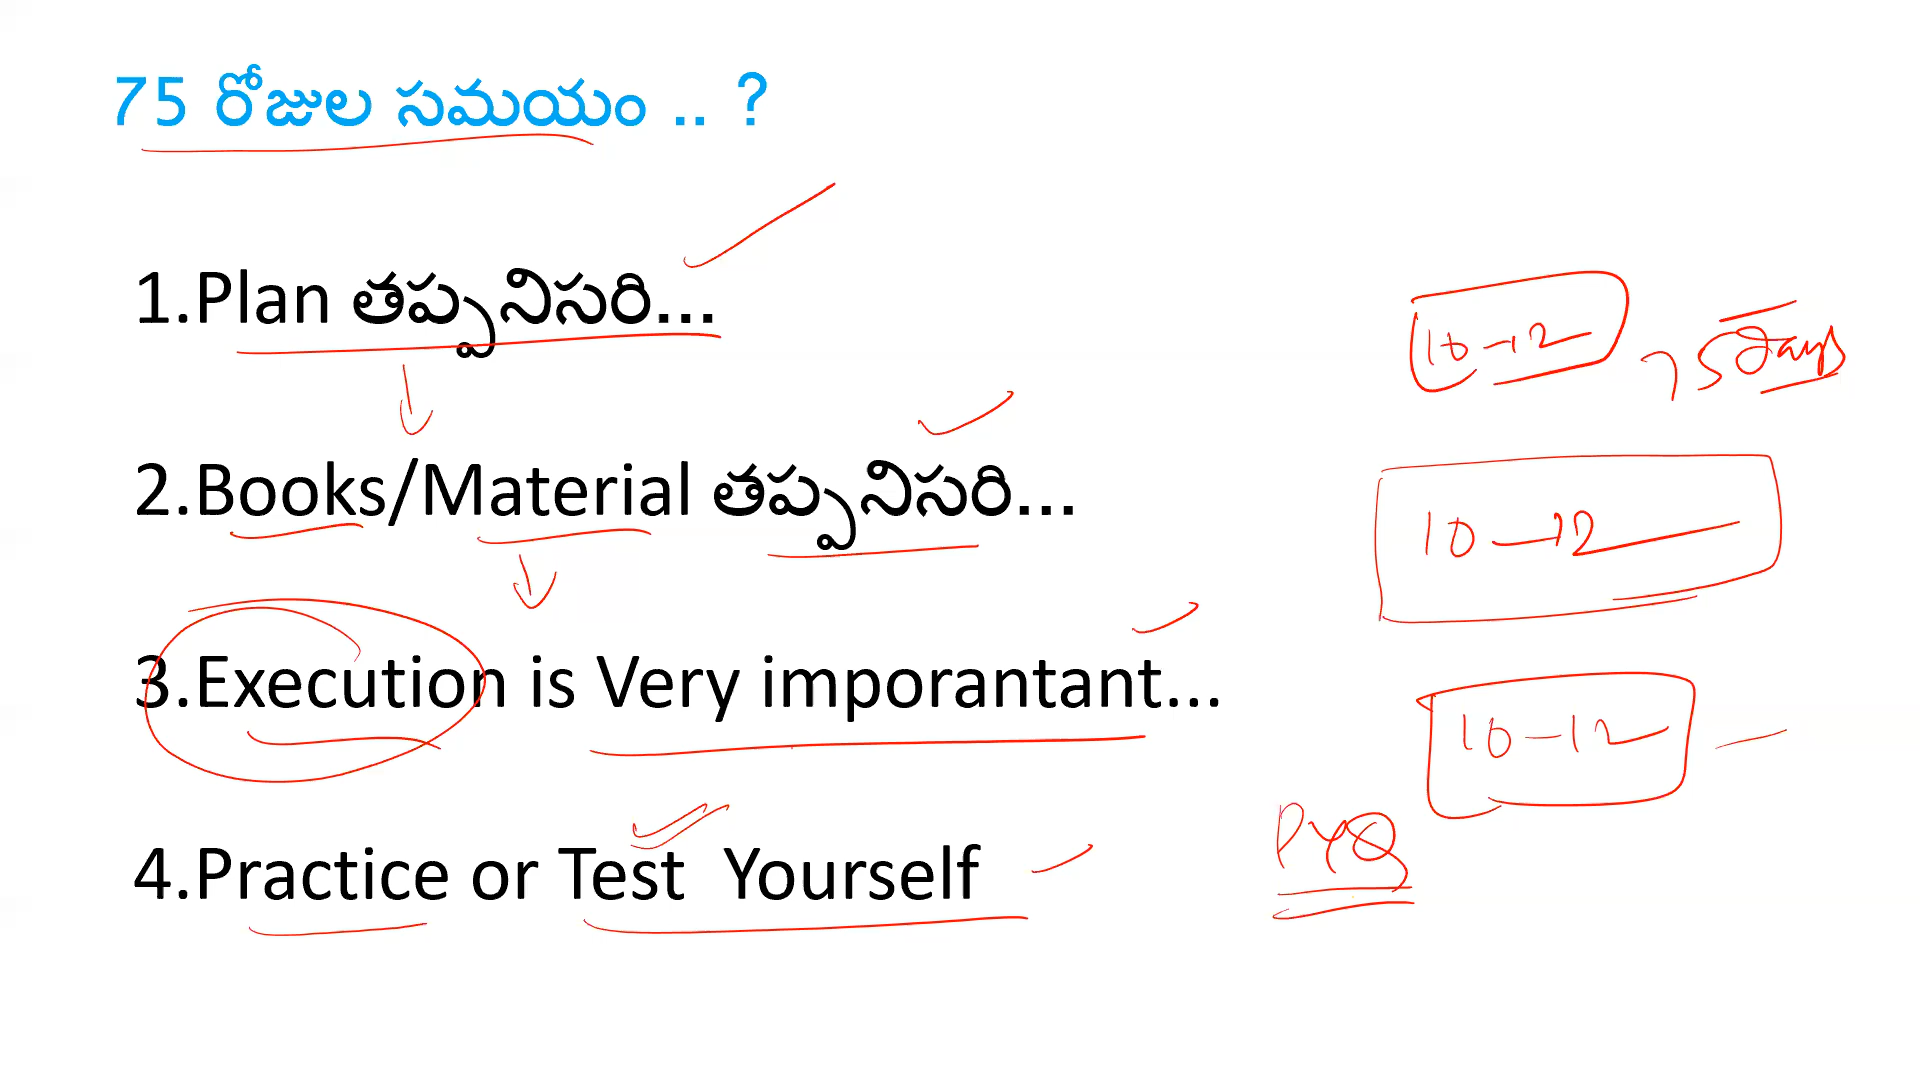 75 రోజుల సమయం .. ?
1.Plan తప్పనిసరి...
10-12
75 Days
2.Books/Material తప్పనిసరి...
10-12
3.Execution is Very imporantant...
10-12
4.Practice or Test Yourself
PYQ